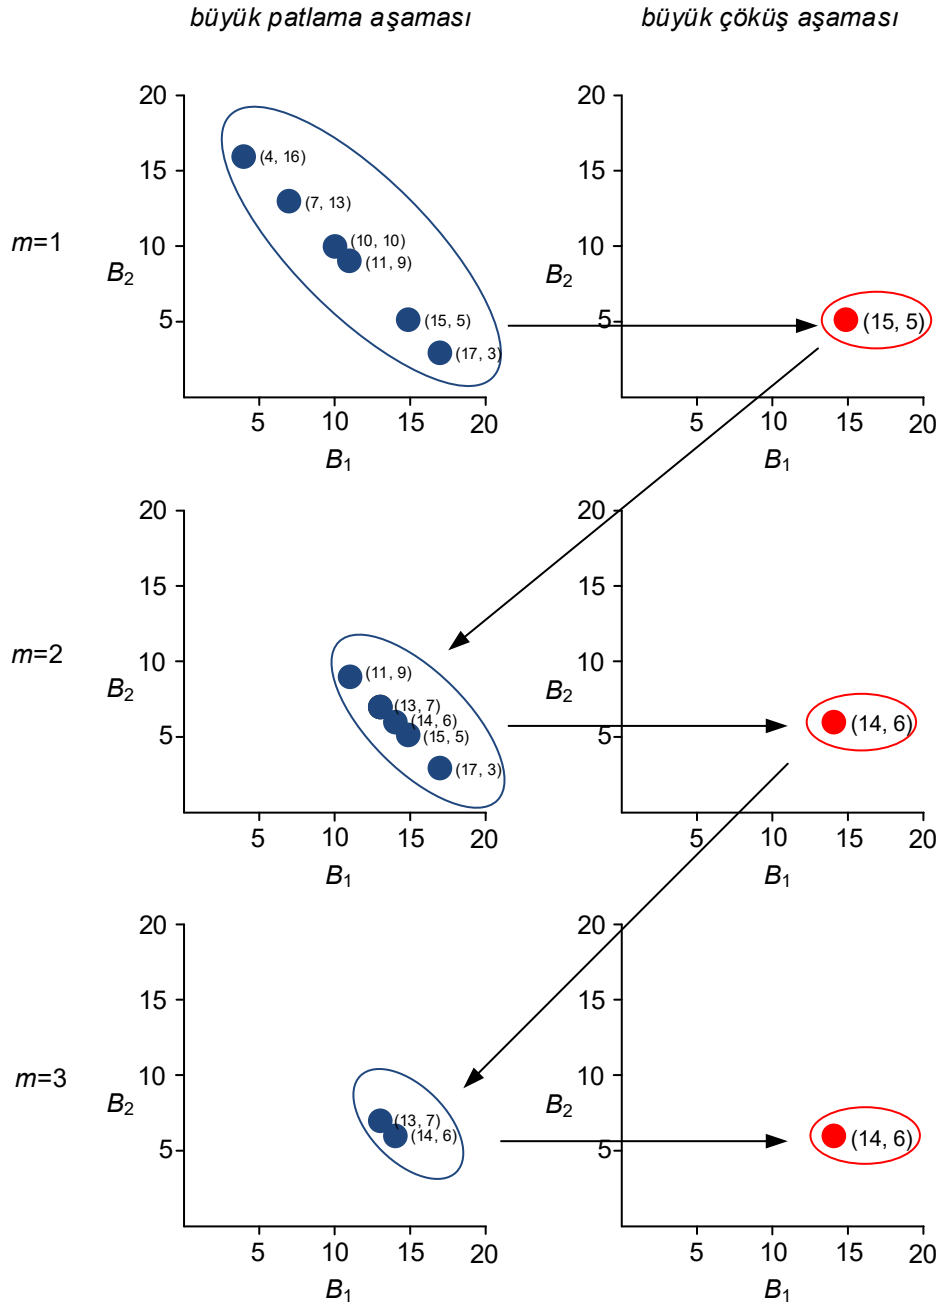 büyük patlama aşaması
büyük çöküş aşaması
m=1
20
15
10
5
B2
(4, 16)
(7, 13)
(10, 10)
(11, 9)
(15, 5)
(17, 3)
5 10 15 20
B1
20
15
10
5
B2
(15, 5)
5 10 15 20
B1
m=2
20
15
10
5
B2
(11, 9)
(13, 7)
(14, 6)
(15, 5)
(17, 3)
5 10 15 20
B1
20
15
10
5
B2
(14, 6)
5 10 15 20
B1
m=3
20
15
10
5
B2
(13, 7)
(14, 6)
5 10 15 20
B1
20
15
10
5
B2
(14, 6)
5 10 15 20
B1